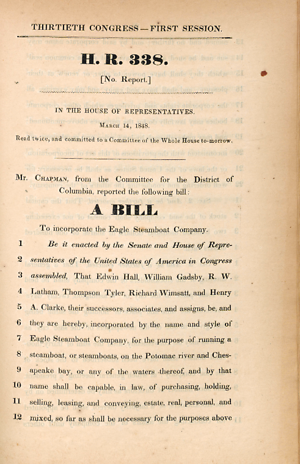 THIRTIETH CONGRESS—FIRST SESSION.
H. R. 338.
[No Report.]
IN THE HOUSE OF REPRESENTATIVES.
March 14, 1848.
Read twice, and committed to a Committee of the Whole House to-morrow.
Mr. Chapman, from the Committee for the District of
Columbia, reported the following bill:
A BILL
To incorporate the Eagle Steamboat Company.
1 Be it enacted by the Senate and House of Repre-
2 sentatives of the United States of America in Congress
3 assembled, That Edwin Hall, William Gadsby, R. W.
4 Latham, Thompson Tyler, Richard Wimsatt, and Henry
5 A. Clarke, their successors, associates, and assigns, be, and
6 they are hereby, incorporated by the name and style of
7 Eagle Steamboat Company, for the purpose of running a
8 steamboat, or steamboats, on the Potomac river and Ches-
9 apeake bay, or any of the waters thereof, and by that
10 name shall be capable, in law, of purchasing, holding,
11 selling, leasing, and conveying, estate, real, personal, and
12 mixed, so far as shall be necessary for the purposes above